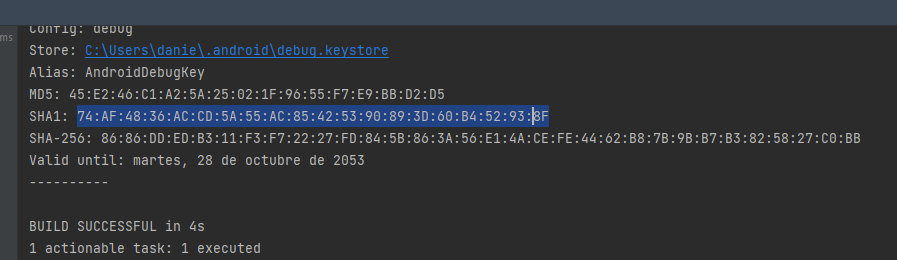 ms
Config: debug
Store: C:\Users\danie\.android\debug.keystore
Alias: AndroidDebugKey
MD5: 45:E2:46:C1:A2:5A:25:02:1F:96:55:F7:E9:BB:D2:D5
SHA1: 74:AF:48:36:AC:CD:5A:55:AC:85:42:53:90:89:3D:60:B4:52:93:8F
SHA-256: 86:86:DD:ED:B3:11:F3:F7:22:27:FD:84:5B:86:3A:56:E1:4A:CE:FE:44:62:B8:7B:9B:B7:B3:82:58:27:C0:BB
Valid until: martes, 28 de octubre de 2053
----------
BUILD SUCCESSFUL in 4s
1 actionable task: 1 executed